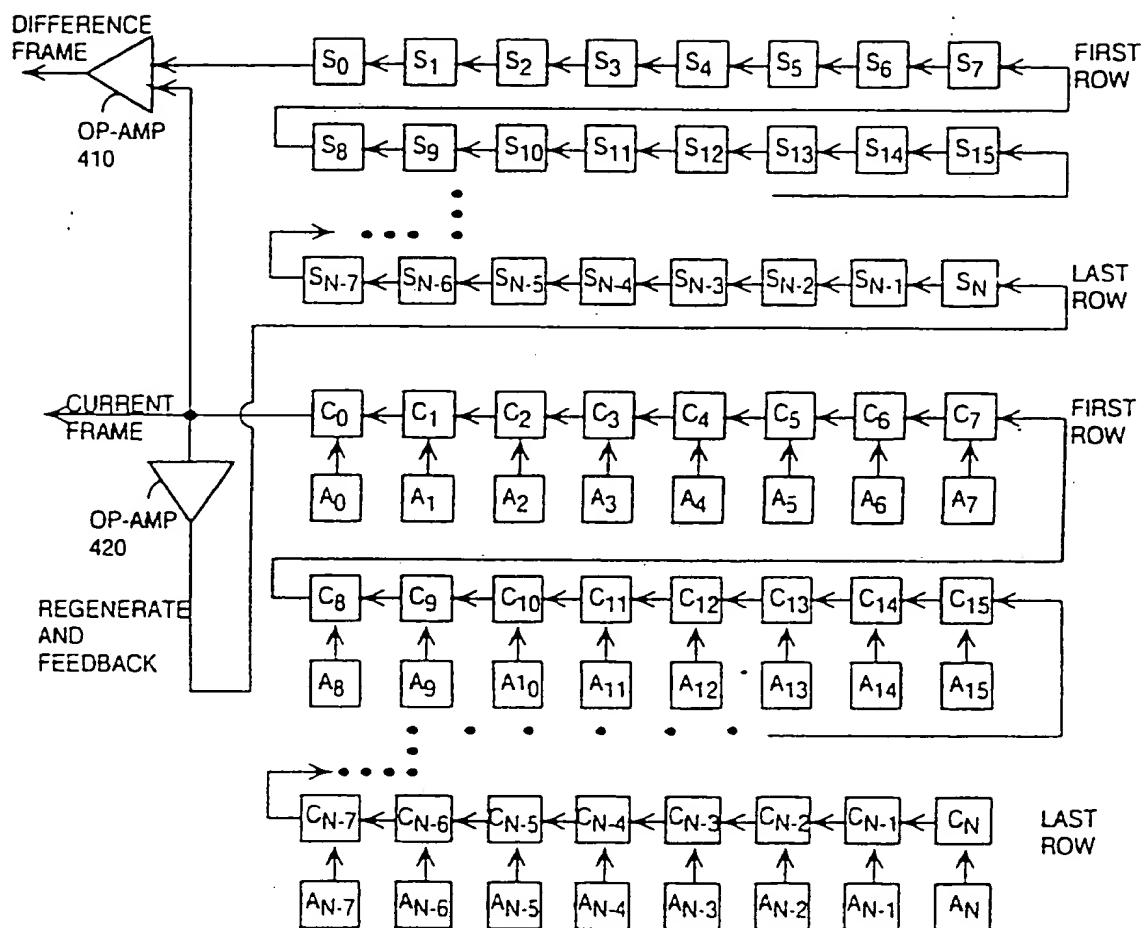 DIFFERENCE
FRAME
OP-AMP
410
S0 S1 S2 S3 S4 S5 S6 S7
FIRST
ROW
S8 S9 S10 S11 S12 S13 S14 S15
SN-7 SN-6 SN-5 SN-4 SN-3 SN-2 SN-1 SN
LAST
ROW
CURRENT
FRAME
C0 C1 C2 C3 C4 C5 C6 C7
FIRST
ROW
A0 A1 A2 A3 A4 A5 A6 A7
OP-AMP
420
REGENERATE
AND
FEEDBACK
C8 C9 C10 C11 C12 C13 C14 C15
A8 A9 A10 A11 A12 A13 A14 A15
CN-7 CN-6 CN-5 CN-4 CN-3 CN-2 CN-1 CN
LAST
ROW
AN-7 AN-6 AN-5 AN-4 AN-3 AN-2 AN-1 AN